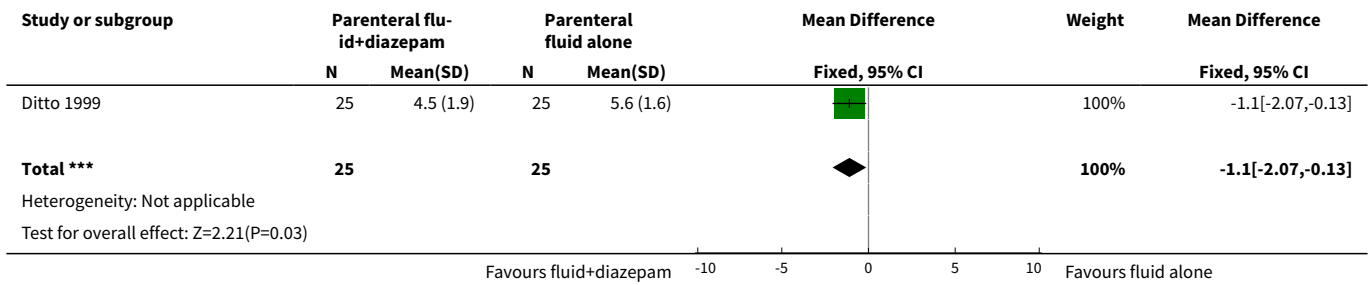 Study or subgroup Parenteral flu- Parenteral Mean Difference Weight Mean Difference
id+diazepam fluid alone
N Mean(SD) N Mean(SD) Fixed, 95% CI Fixed, 95% CI
Ditto 1999 25 4.5 (1.9) 25 5.6 (1.6) 100% -1.1[-2.07,-0.13]
Total *** 25 25 100% -1.1[-2.07,-0.13]
Heterogeneity: Not applicable
Test for overall effect: Z=2.21(P=0.03)
Favours fluid+diazepam -10 -5 0 5 10 Favours fluid alone